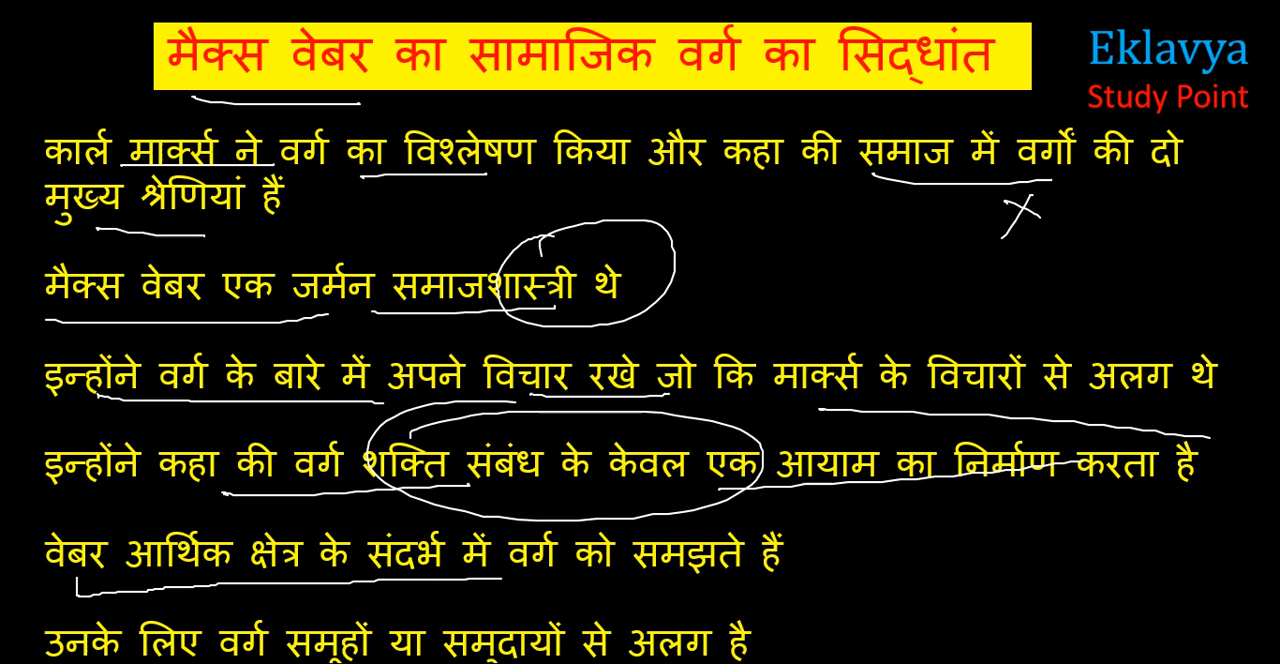 मैक्स वेबर का सामाजिक वर्ग का सिद्धांत
Eklavya
Study Point
कार्ल मार्क्स ने वर्ग का विश्लेषण किया और कहा की समाज में वर्गों की दो
मुख्य श्रेणियां हैं
मैक्स वेबर एक जर्मन समाजशास्त्री थे
इन्होंने वर्ग के बारे में अपने विचार रखे जो कि मार्क्स के विचारों से अलग थे
इन्होंने कहा की वर्ग शक्ति संबंध के केवल एक आयाम का निर्माण करता है
वेबर आर्थिक क्षेत्र के संदर्भ में वर्ग को समझते हैं
उनके लिए वर्ग समूहों या समुदायों से अलग है